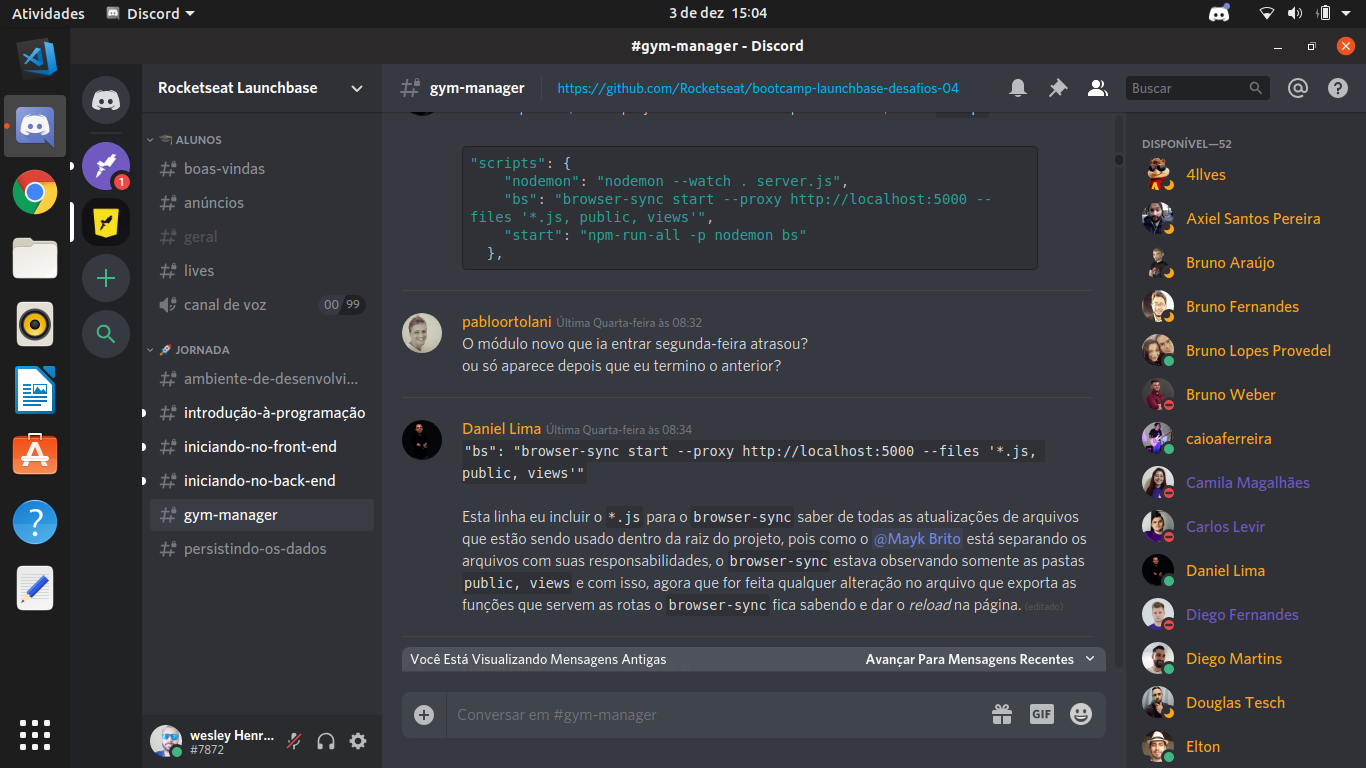 Atividades
Discord
3 de dez 15:04
#gym-manager - Discord
Rocketseat Launchbase
gym-manager
https://github.com/Rocketseat/bootcamp-launchbase-desafios-04
Buscar
1
ALUNOS
boas-vindas
anúncios
geral
lives
canal de voz
00 99
JORNADA
ambiente-de-desenvolvi...
introdução-à-programação
iniciando-no-front-end
iniciando-no-back-end
gym-manager
persistindo-os-dados
wesley Henr...
#7872
"scripts": {
"nodemon": "nodemon --watch . server.js",
"bs": "browser-sync start --proxy http://localhost:5000 --
files '*.js, public, views'",
"start": "npm-run-all -p nodemon bs"
},
pabloortolani Última Quarta-feira às 08:32
O módulo novo que ia entrar segunda-feira atrasou?
ou só aparece depois que eu termino o anterior?
Daniel Lima Última Quarta-feira às 08:34
"bs": "browser-sync start --proxy http://localhost:5000 --files '*.js,
public, views'"
Esta linha eu incluir o *.js para o browser-sync saber de todas as atualizações de arquivos
que estão sendo usado dentro da raiz do projeto, pois como o @Mayk Brito está separando os
arquivos com suas responsabilidades, o browser-sync estava observando somente as pastas
public, views e com isso, agora que for feita qualquer alteração no arquivo que exporta as
funções que servem as rotas o browser-sync fica sabendo e dar o reload na página. (editado)
Você Está Visualizando Mensagens Antigas
Avançar Para Mensagens Recentes
Conversar em #gym-manager
GIF
DISPONÍVEL—52
4llves
Axiel Santos Pereira
Bruno Araújo
Bruno Fernandes
Bruno Lopes Provedel
Bruno Weber
caioaferreira
Camila Magalhães
Carlos Levir
Daniel Lima
Diego Fernandes
Diego Martins
Douglas Tesch
Elton